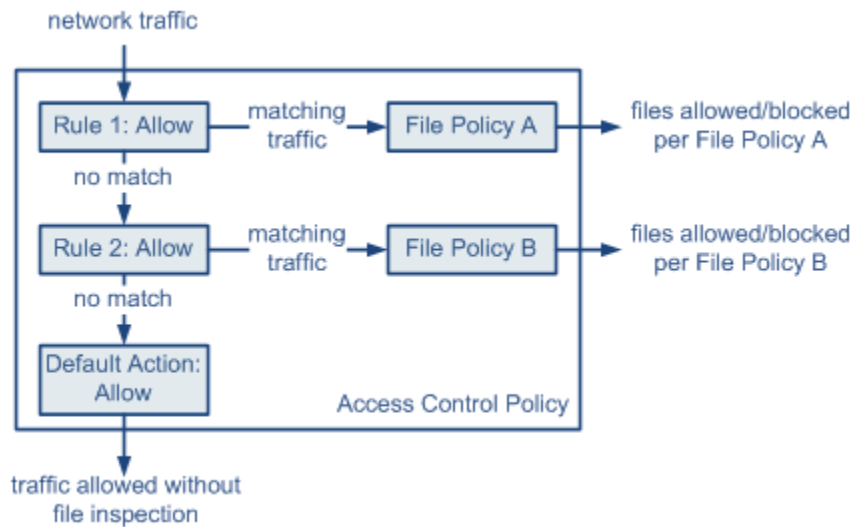 network traffic
Rule 1: Allow
matching
traffic
File Policy A
files allowed/blocked
per File Policy A
no match
Rule 2: Allow
matching
traffic
File Policy B
files allowed/blocked
per File Policy B
no match
Default Action:
Allow
Access Control Policy
traffic allowed without
file inspection